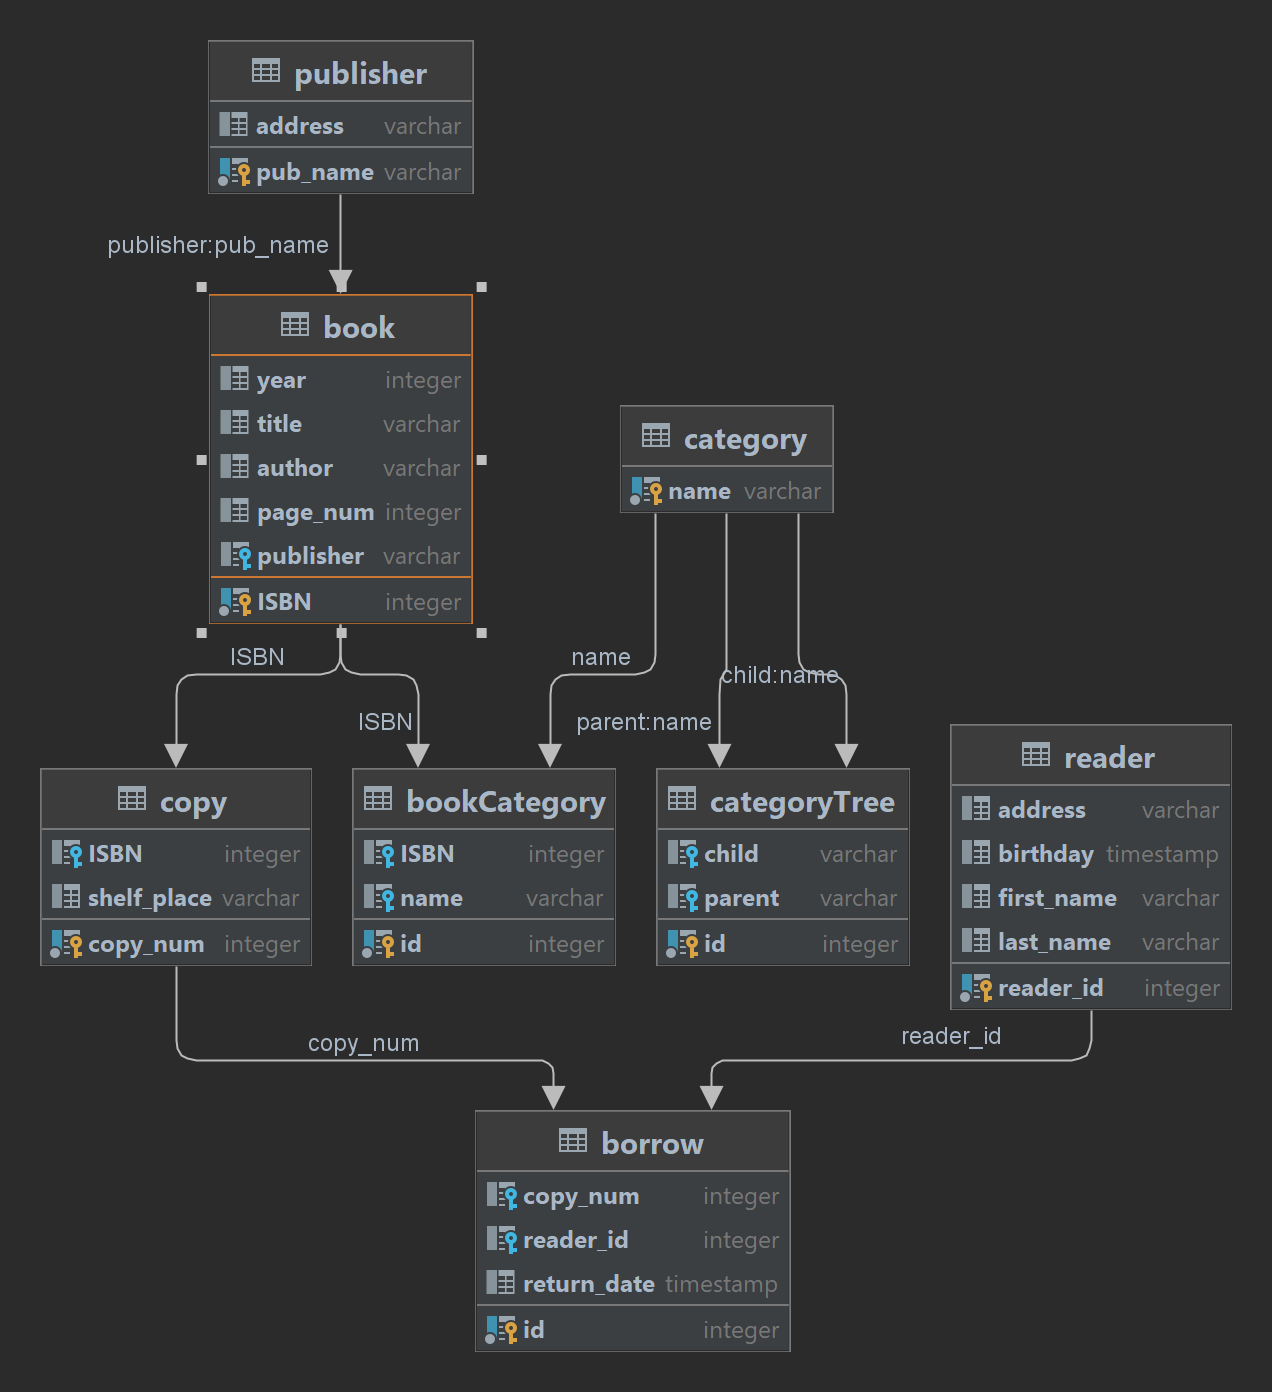 publisher
address varchar
pub_name varchar
publisher:pub_name
book
year integer
title varchar
author varchar
page_num integer
publisher varchar
ISBN integer
category
name varchar
ISBN
ISBN
name
parent:name
child:name
copy
ISBN integer
shelf_place varchar
copy_num integer
bookCategory
ISBN integer
name varchar
id integer
categoryTree
child varchar
parent varchar
id integer
reader
address varchar
birthday timestamp
first_name varchar
last_name varchar
reader_id integer
copy_num
reader_id
borrow
copy_num integer
reader_id integer
return_date timestamp
id integer